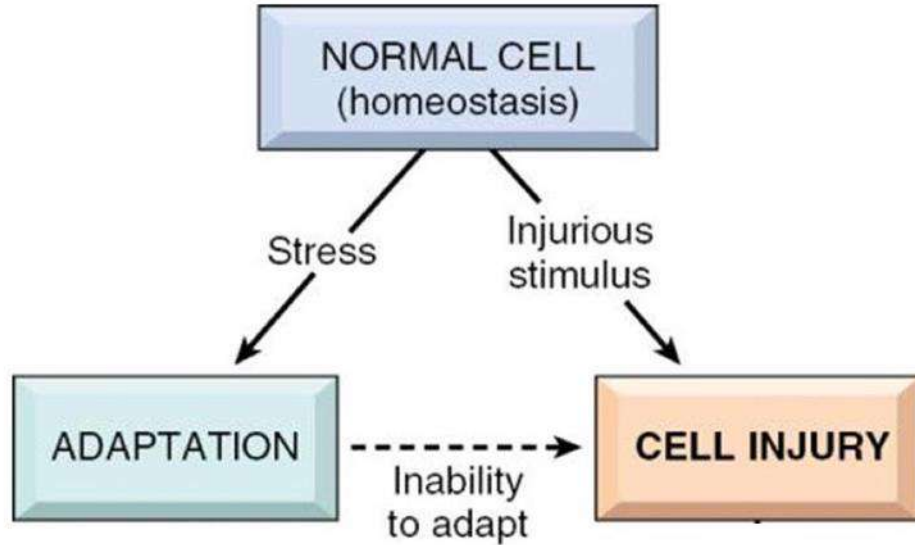 NORMAL CELL
(homeostasis)
Stress
Injurious
stimulus
ADAPTATION
CELL INJURY
Inability
to adapt